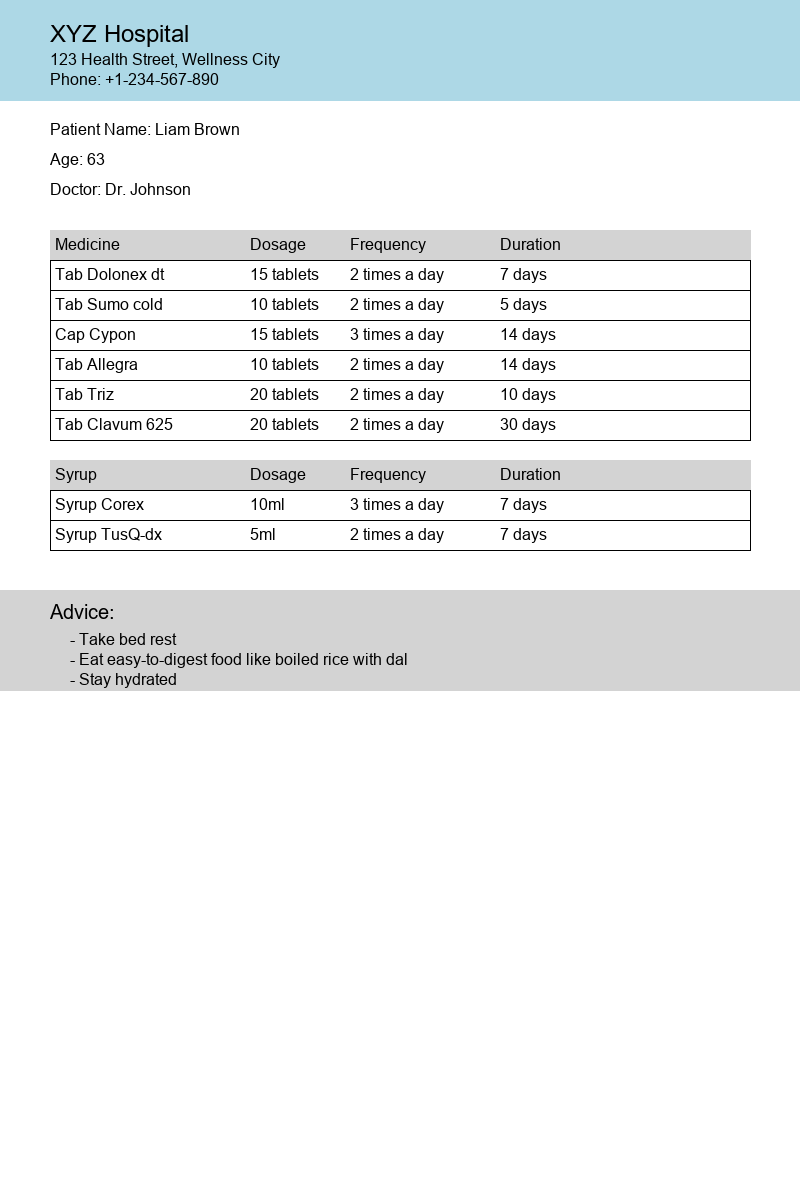 XYZ Hospital
123 Health Street, Wellness City
Phone: +1-234-567-890
Patient Name: Liam Brown
Age: 63
Doctor: Dr. Johnson
Medicine Dosage Frequency Duration
Tab Dolonex dt 15 tablets 2 times a day 7 days
Tab Sumo cold 10 tablets 2 times a day 5 days
Cap Cypon 15 tablets 3 times a day 14 days
Tab Allegra 10 tablets 2 times a day 14 days
Tab Triz 20 tablets 2 times a day 10 days
Tab Clavum 625 20 tablets 2 times a day 30 days
Syrup Dosage Frequency Duration
Syrup Corex 10ml 3 times a day 7 days
Syrup TusQ-dx 5ml 2 times a day 7 days
Advice:
- Take bed rest
- Eat easy-to-digest food like boiled rice with dal
- Stay hydrated